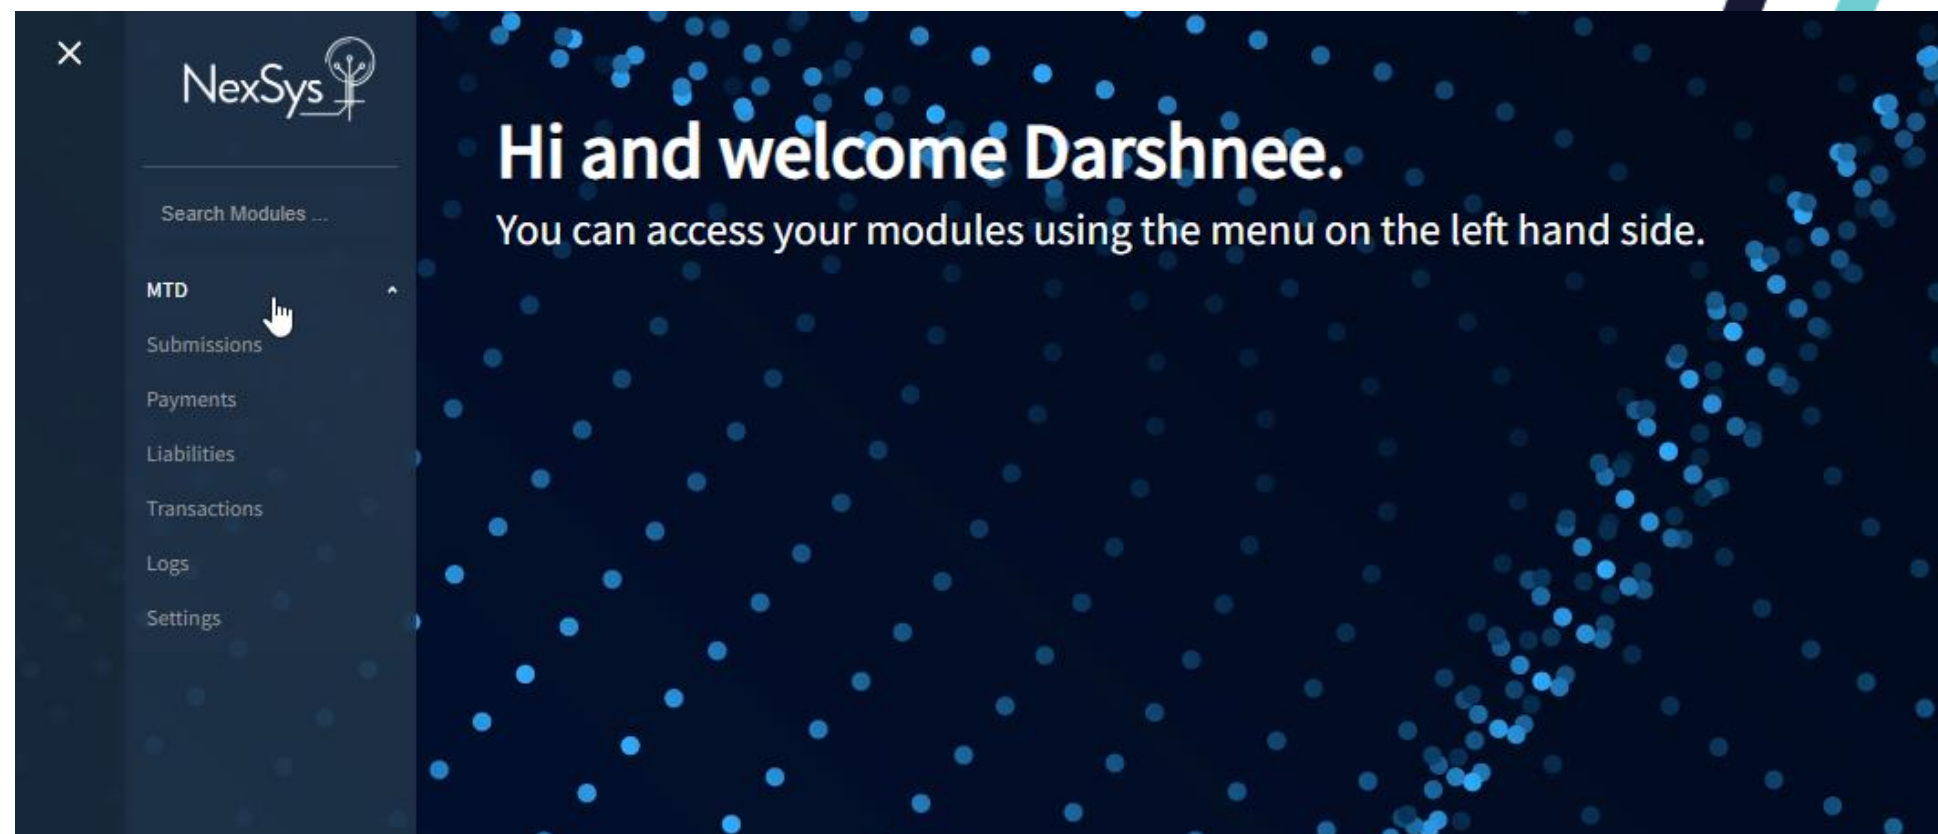 NexSys
Search Modules ...
MTD
Submissions
Payments
Liabilities
Transactions
Logs
Settings
Hi and welcome Darshnee.
You can access your modules using the menu on the left hand side.